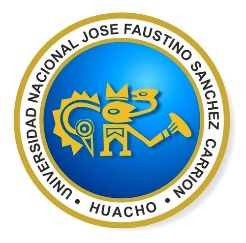 UNIVERSIDAD NACIONAL JOSE FAUSTINO SANCHEZ CARRION
• HUACHO •